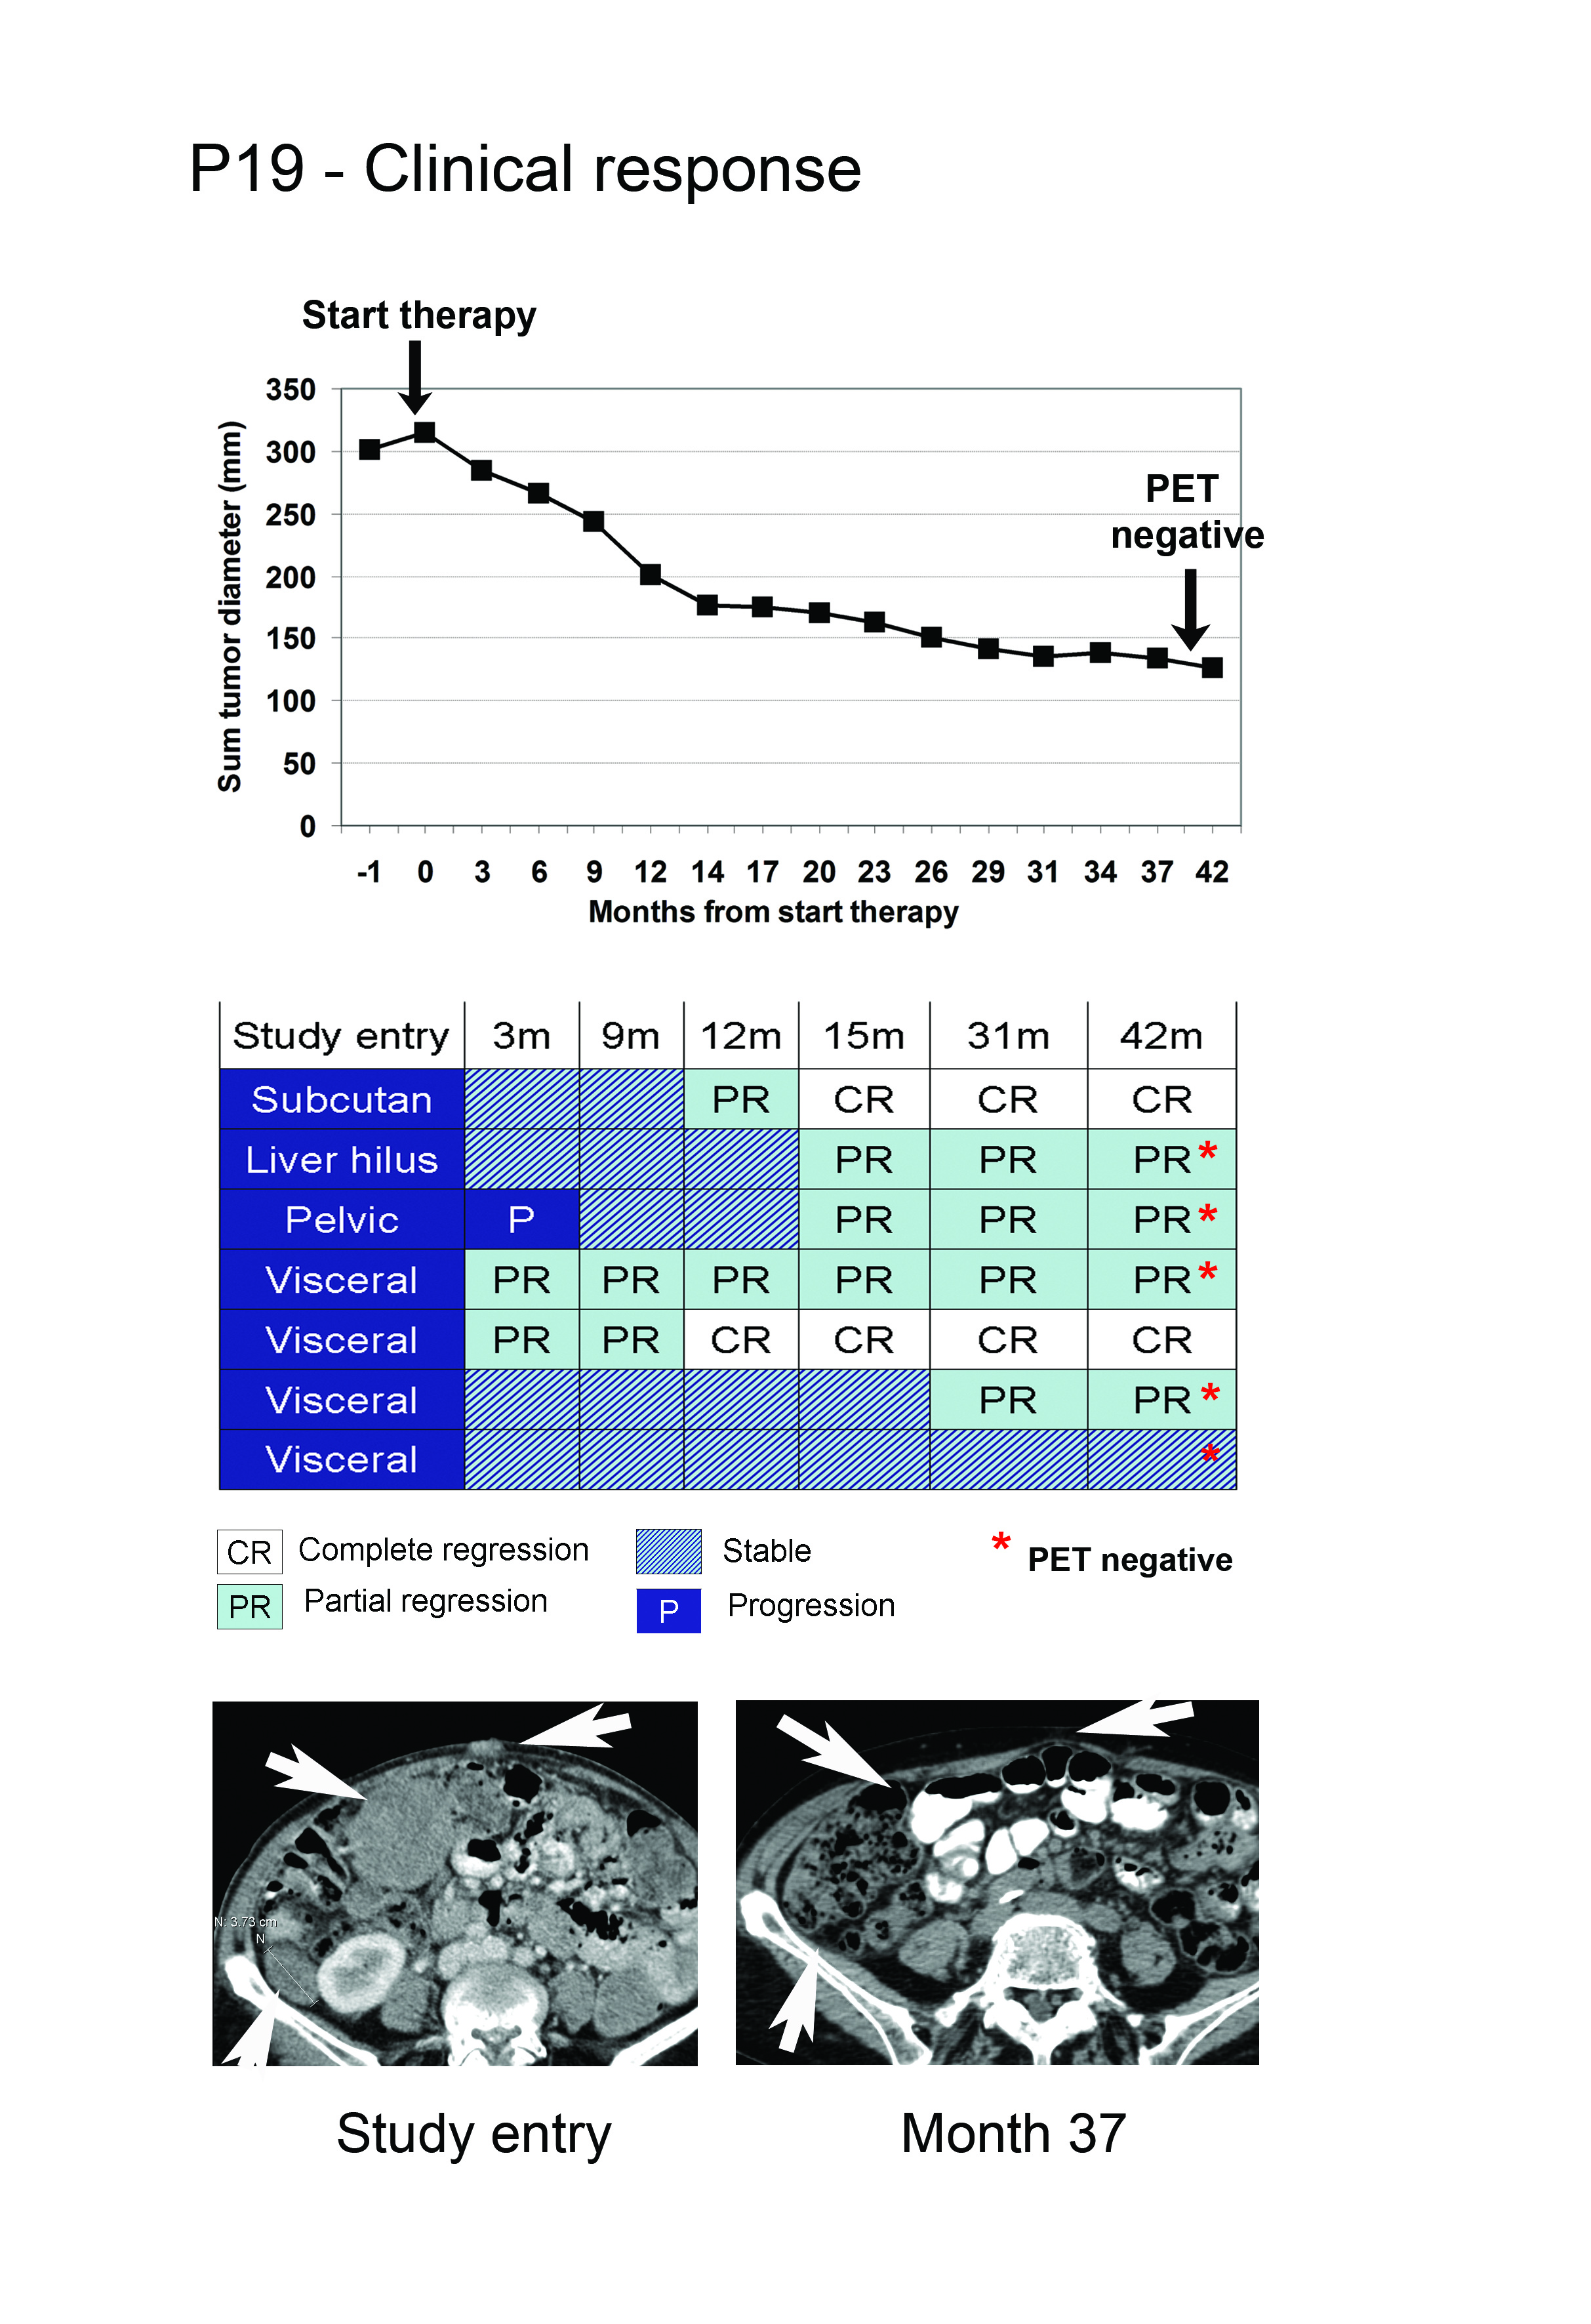 P19 - Clinical response
Start therapy
PET
negative
350
300
250
200
150
100
50
0
Sum tumor diameter (mm)
-1 0 3 6 9 12 14 17 20 23 26 29 31 34 37 42
Months from start therapy
Study entry 3m 9m 12m 15m 31m 42m
Subcutan PR CR CR CR
Liver hilus PR PR PR*
Pelvic P PR PR PR*
Visceral PR PR PR PR PR PR*
Visceral PR PR CR CR CR CR
Visceral PR PR*
Visceral *
CR Complete regression Stable * PET negative
PR Partial regression P Progression
N: 3.73 cm
N
Study entry Month 37